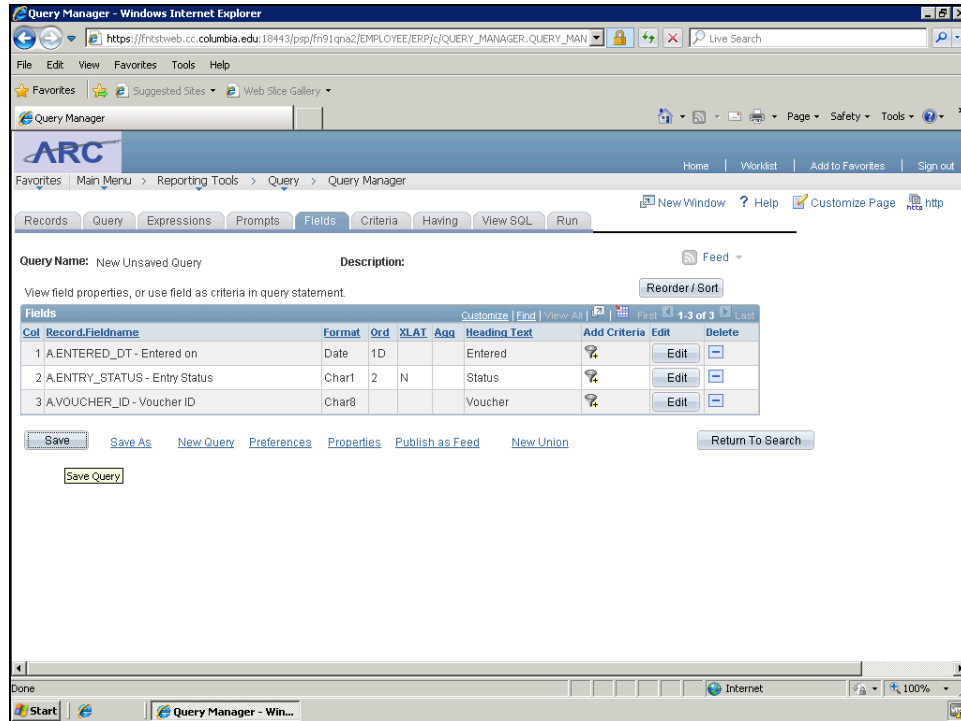 Query Manager - Windows Internet Explorer
https://fntstweb.cc.columbia.edu:18443/psp/fn91qna2/EMPLOYEE/ERP/c/QUERY_MANAGER.QUERY_MAN
Live Search
File Edit View Favorites Tools Help
Favorites Suggested Sites Web Slice Gallery
Query Manager Page Safety Tools
ARC
Home | Worklist | Add to Favorites | Sign out
Favorites Main Menu > Reporting Tools > Query > Query Manager
New Window ? Help Customize Page http
Records Query Expressions Prompts Fields Criteria Having View SQL Run
Query Name: New Unsaved Query Description: Feed
View field properties, or use field as criteria in query statement. Reorder / Sort
Fields Customize | Find | View All | First 1-3 of 3 Last
Col Record.Fieldname Format Ord XLAT Agg Heading Text Add Criteria Edit Delete
1 A.ENTERED_DT - Entered on Date 1D Entered Edit
2 A.ENTRY_STATUS - Entry Status Char1 2 N Status Edit
3 A.VOUCHER_ID - Voucher ID Char8 Voucher Edit
Save Save As New Query Preferences Properties Publish as Feed New Union Return To Search
Save Query
Done Internet 100%
Start Query Manager - Win...